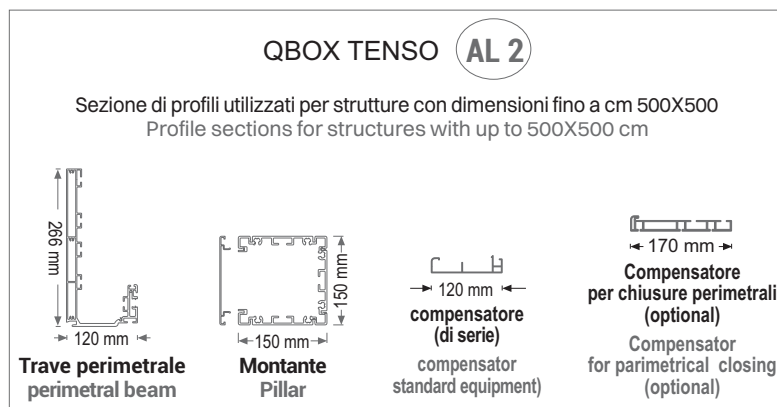 QBOX TENSO AL 2
Sezione di profili utilizzati per strutture con dimensioni fino a cm 500X500
Profile sections for structures with up to 500X500 cm
266 mm
120 mm
Trave perimetrale
perimetral beam
150 mm
150 mm
Montante
Pillar
120 mm
compensatore
(di serie)
compensator
standard equipment)
170 mm
Compensatore
per chiusure perimetrali
(optional)
Compensator
for parimetrical closing
(optional)